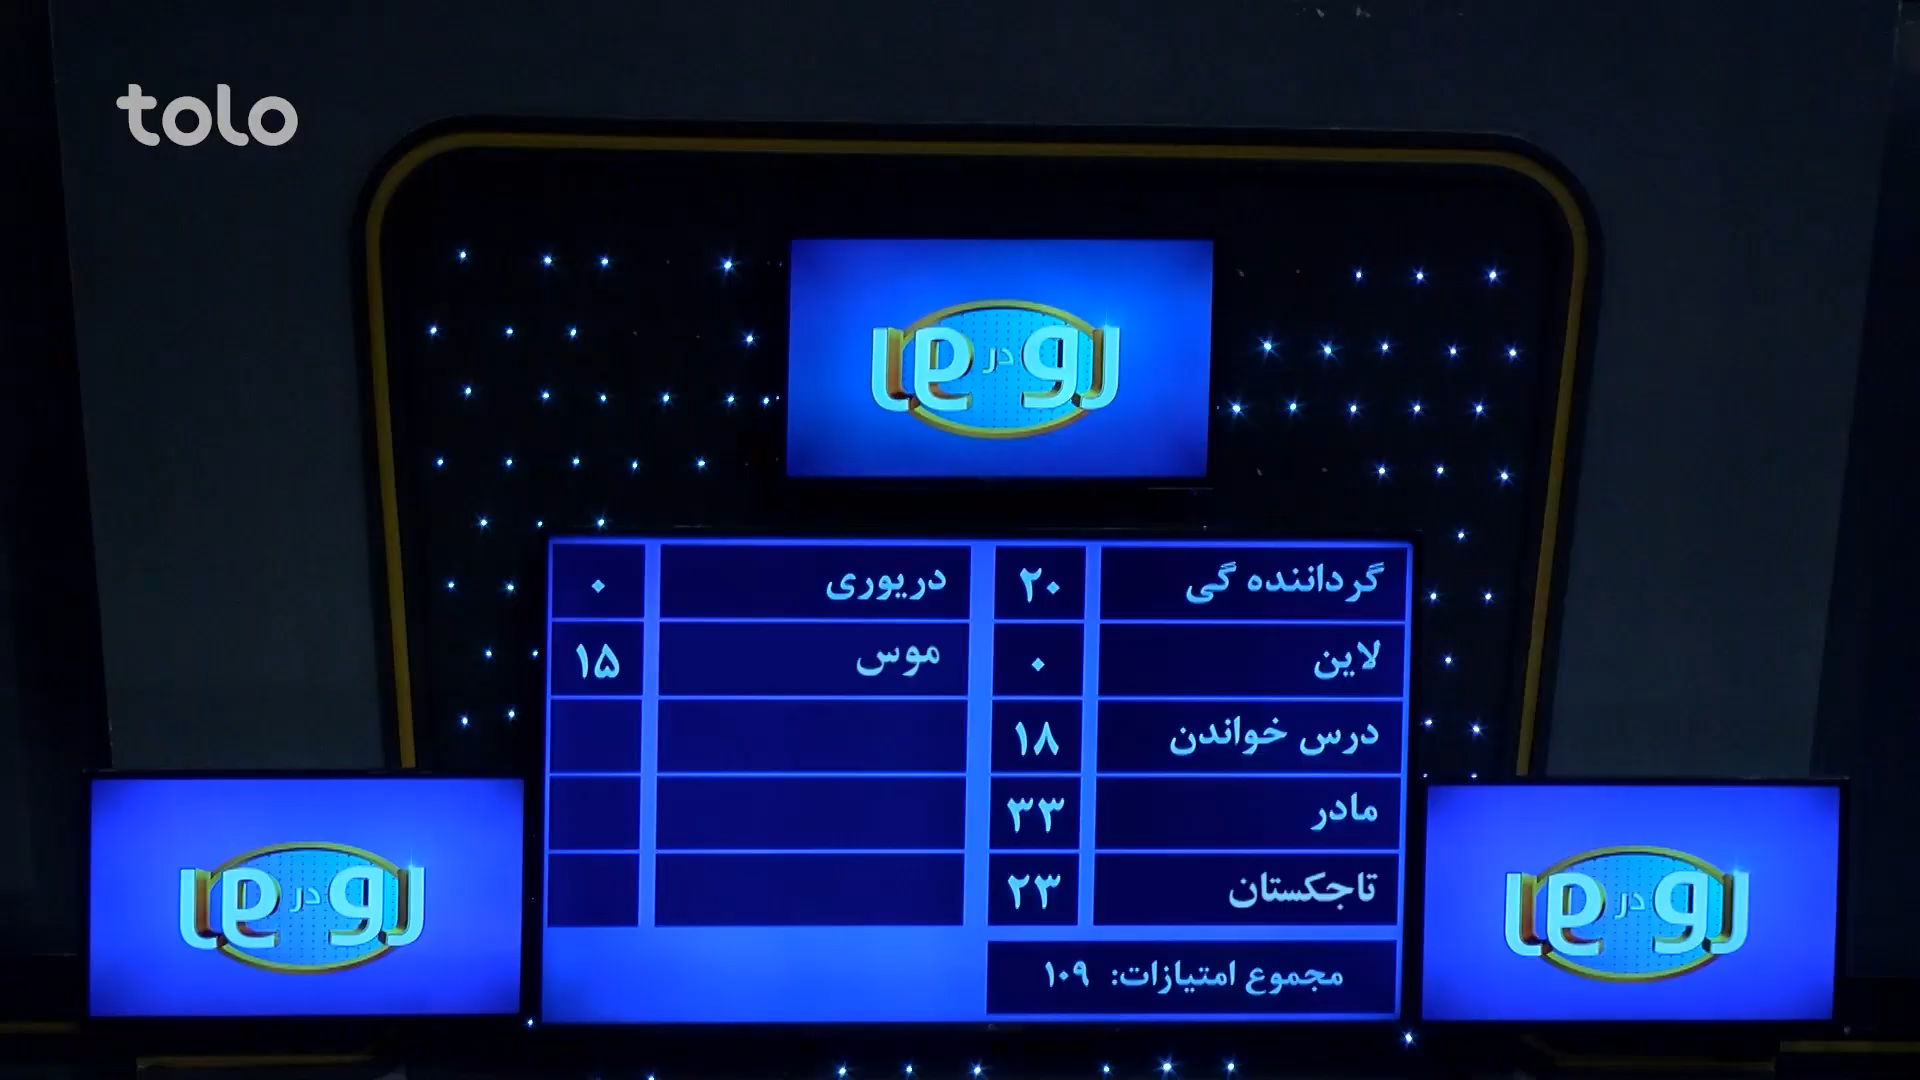 tolo
رو در رو
گرداننده گی ۲۰
لاین ۰
درس خواندن ۱۸
مادر ۳۳
تاجکستان ۲۳
دریوری ۰
موس ۱۵
مجموع امتیازات: ۱۰۹
رو در رو
رو در رو